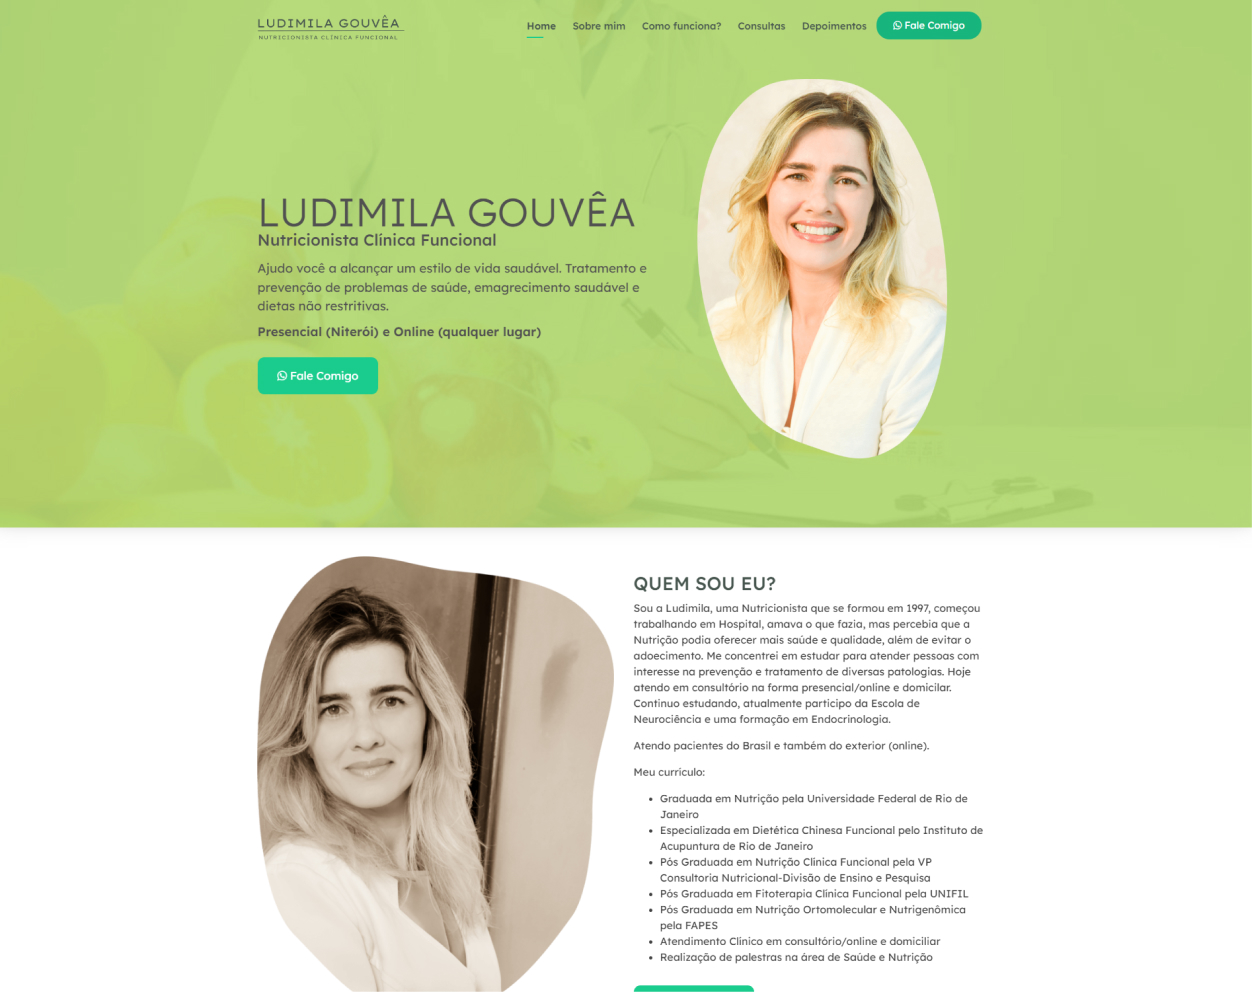 LUDIMILA GOUVÊA
NUTRICIONISTA CLÍNICA FUNCIONAL
Home
Sobre mim
Como funciona?
Consultas
Depoimentos
Fale Comigo
LUDIMILA GOUVÊA
Nutricionista Clínica Funcional
Ajudo você a alcançar um estilo de vida saudável. Tratamento e
prevenção de problemas de saúde, emagrecimento saudável e
dietas não restritivas.
Presencial (Niterói) e Online (qualquer lugar)
Fale Comigo
QUEM SOU EU?
Sou a Ludimila, uma Nutricionista que se formou em 1997, começou
trabalhando em Hospital, amava o que fazia, mas percebia que a
Nutrição podia oferecer mais saúde e qualidade, além de evitar o
adoecimento. Me concentrei em estudar para atender pessoas com
interesse na prevenção e tratamento de diversas patologias. Hoje
atendo em consultório na forma presencial/online e domicilar.
Continuo estudando, atualmente participo da Escola de
Neurociência e uma formação em Endocrinologia.
Atendo pacientes do Brasil e também do exterior (online).
Meu currículo:
• Graduada em Nutrição pela Universidade Federal de Rio de
Janeiro
• Especializada em Dietética Chinesa Funcional pelo Instituto de
Acupuntura de Rio de Janeiro
• Pós Graduada em Nutrição Clínica Funcional pela VP
Consultoria Nutricional-Divisão de Ensino e Pesquisa
• Pós Graduada em Fitoterapia Clínica Funcional pela UNIFIL
• Pós Graduada em Nutrição Ortomolecular e Nutrigenômica
pela FAPES
• Atendimento Clínico em consultório/online e domiciliar
• Realização de palestras na área de Saúde e Nutrição